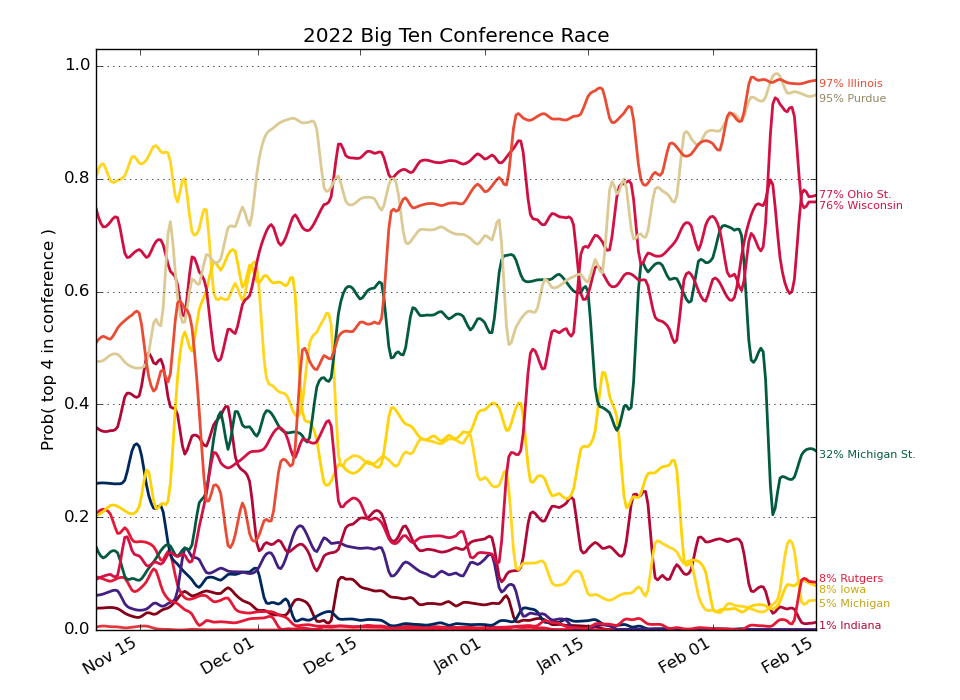 2022 Big Ten Conference Race
Prob( top 4 in conference )
1.0
0.8
0.6
0.4
0.2
0.0
97% Illinois
95% Purdue
77% Ohio St.
76% Wisconsin
32% Michigan St.
8% Rutgers
8% Iowa
5% Michigan
1% Indiana
Nov 15
Dec 01
Dec 15
Jan 01
Jan 15
Feb 01
Feb 15